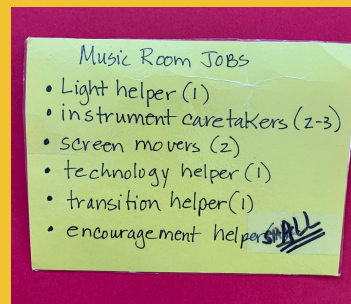 Music Room Jobs
• Light helper (1)
• instrument caretakers (2-3)
• screen movers (2)
• technology helper (1)
• transition helper (1)
• encouragement helpers ALL